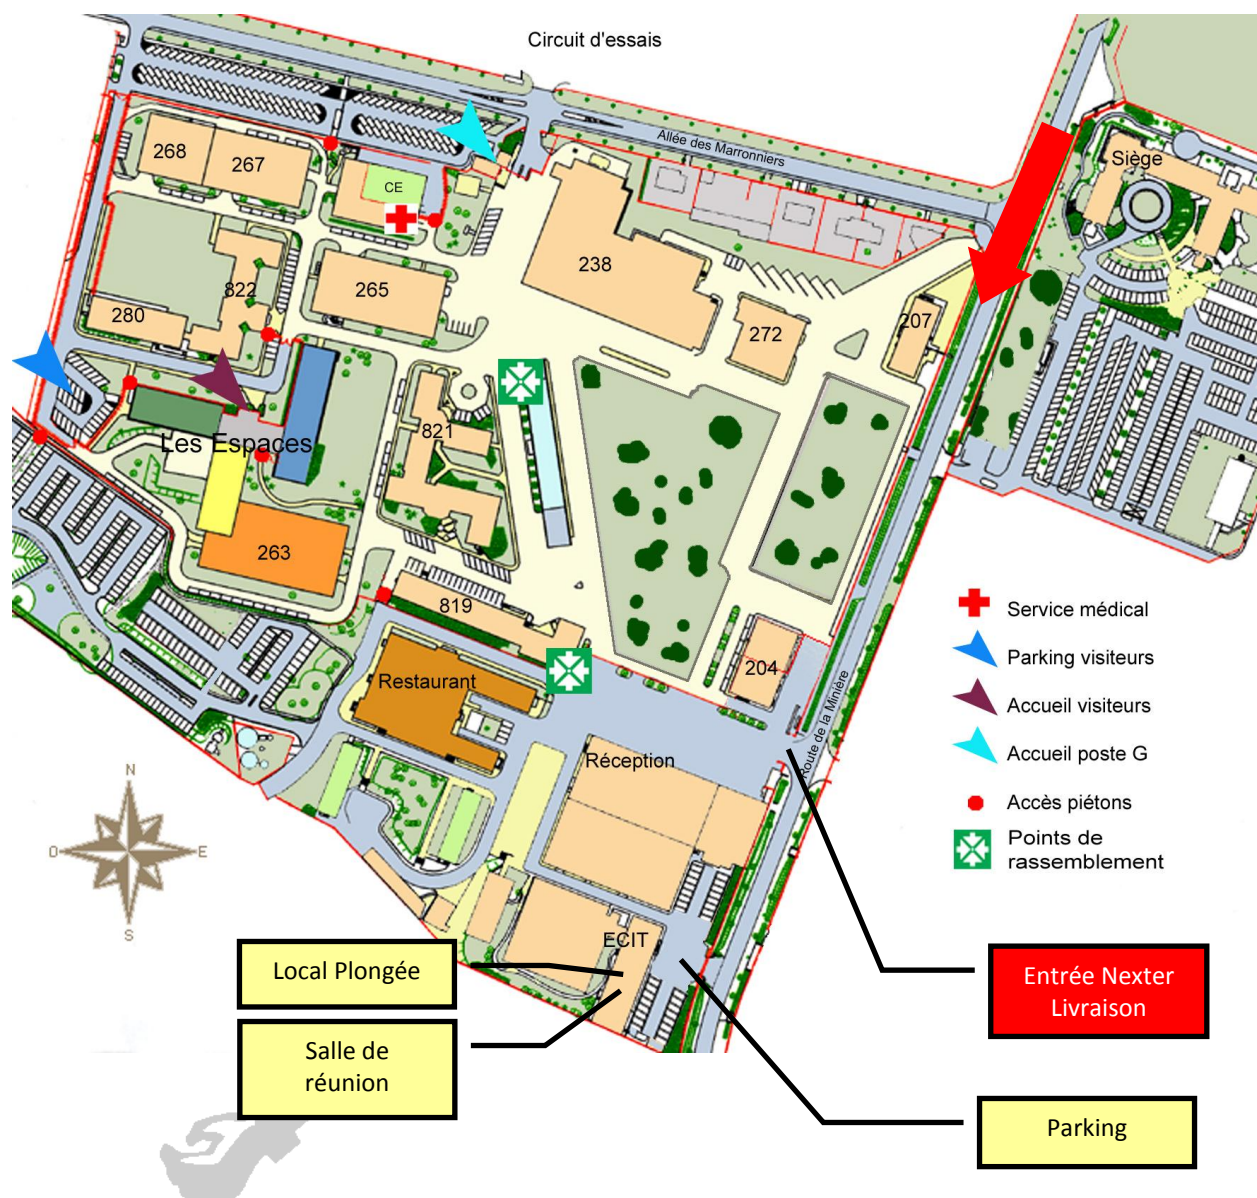 Circuit d'essais
Allée des Marronniers
Siège
268
267
CE
238
265
822
280
272
207
821
Les Espaces
263
819
204
Restaurant
Réception
Route de la Minière
ECIT
Service médical
Parking visiteurs
Accueil visiteurs
Accueil poste G
Accès piétons
Points de
rassemblement
N
O
E
S
Local Plongée
Salle de
réunion
Entrée Nexter
Livraison
Parking